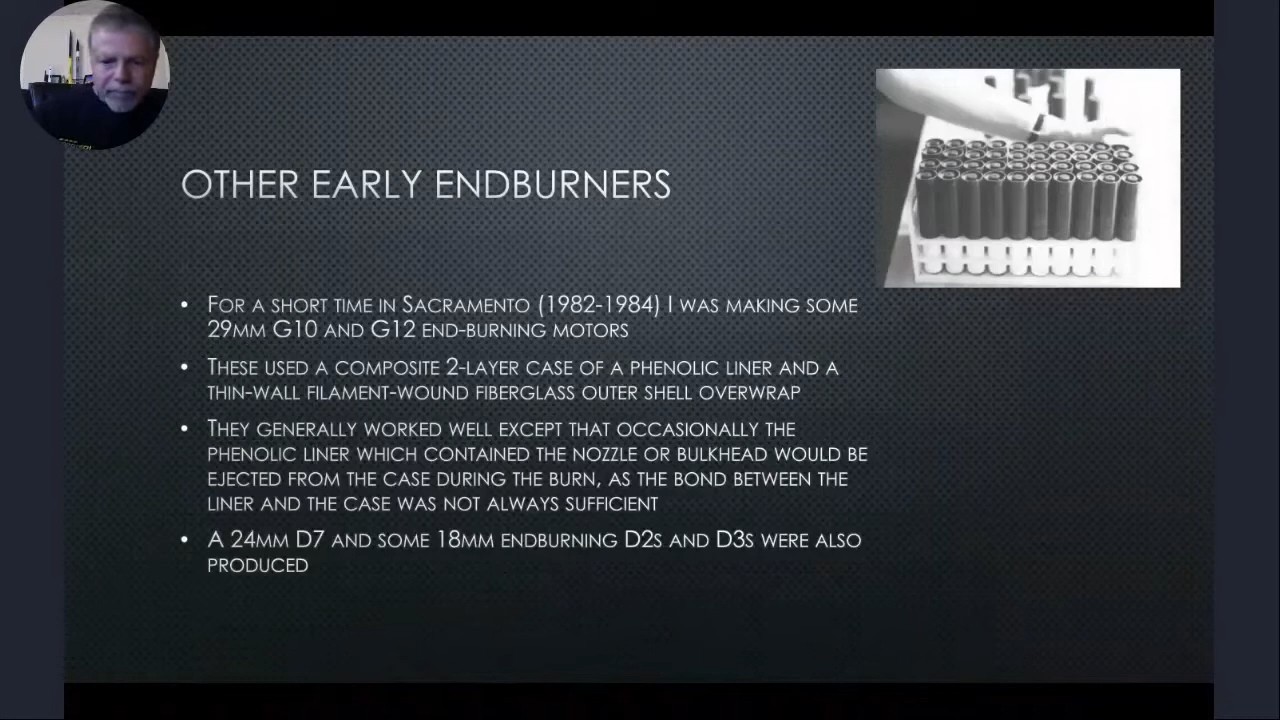 OTHER EARLY ENDBURNERS
• FOR A SHORT TIME IN SACRAMENTO (1982-1984) I WAS MAKING SOME
29MM G10 AND G12 END-BURNING MOTORS
• THESE USED A COMPOSITE 2-LAYER CASE OF A PHENOLIC LINER AND A
THIN-WALL FILAMENT-WOUND FIBERGLASS OUTER SHELL OVERWRAP
• THEY GENERALLY WORKED WELL EXCEPT THAT OCCASIONALLY THE
PHENOLIC LINER WHICH CONTAINED THE NOZZLE OR BULKHEAD WOULD BE
EJECTED FROM THE CASE DURING THE BURN, AS THE BOND BETWEEN THE
LINER AND THE CASE WAS NOT ALWAYS SUFFICIENT
• A 24MM D7 AND SOME 18MM ENDBURNING D2S AND D3S WERE ALSO
PRODUCED